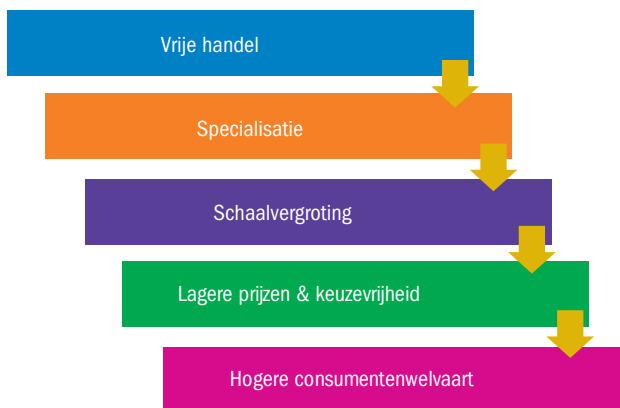 Vrije handel
Specialisatie
Schaalvergroting
Lagere prijzen & keuzevrijheid
Hogere consumentenwelvaart